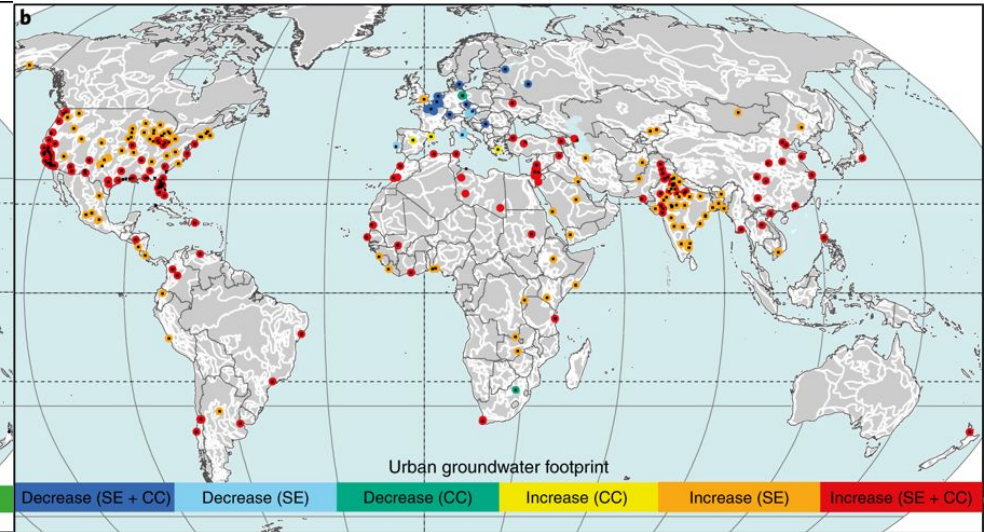 b
Urban groundwater footprint
Decrease (SE + CC)
Decrease (SE)
Decrease (CC)
Increase (CC)
Increase (SE)
Increase (SE + CC)